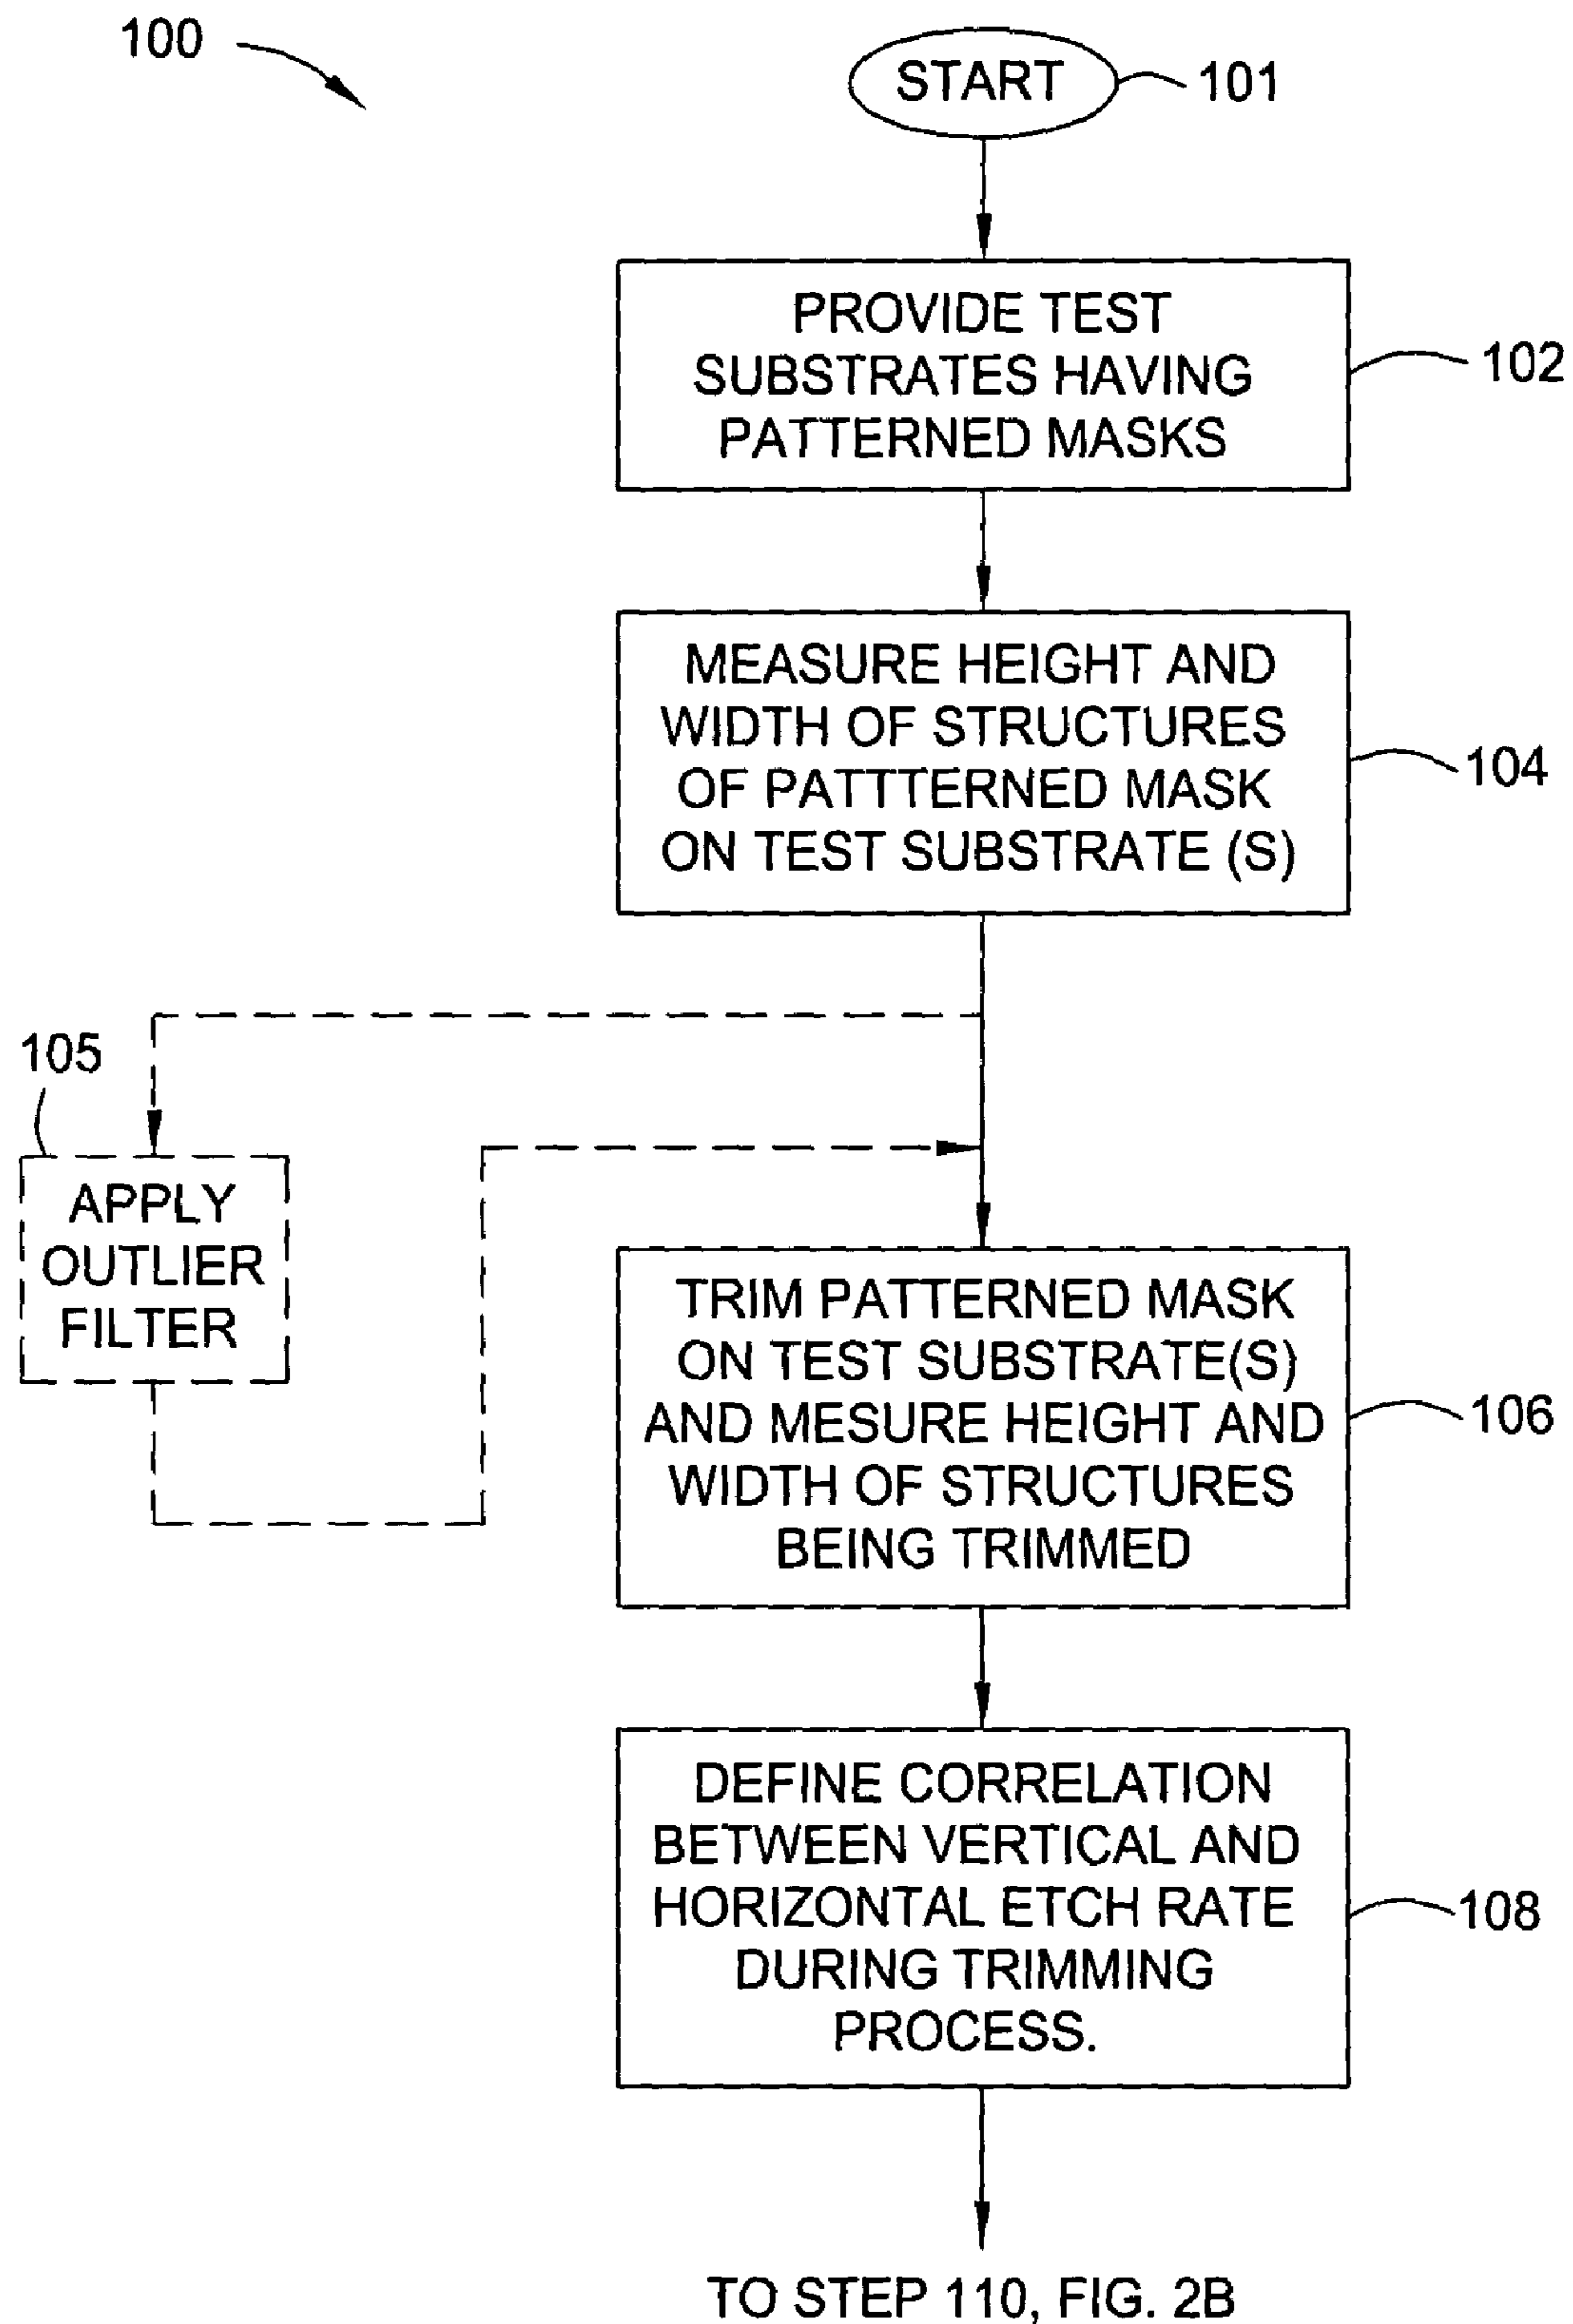 100
START
101
PROVIDE TEST
SUBSTRATES HAVING
PATTERNED MASKS
102
MEASURE HEIGHT AND
WIDTH OF STRUCTURES
OF PATTTERNED MASK
ON TEST SUBSTRATE (S)
104
105
APPLY
OUTLIER
FILTER
TRIM PATTERNED MASK
ON TEST SUBSTRATE(S)
AND MESURE HEIGHT AND
WIDTH OF STRUCTURES
BEING TRIMMED
106
DEFINE CORRELATION
BETWEEN VERTICAL AND
HORIZONTAL ETCH RATE
DURING TRIMMING
PROCESS.
108
TO STEP 110, FIG. 2B